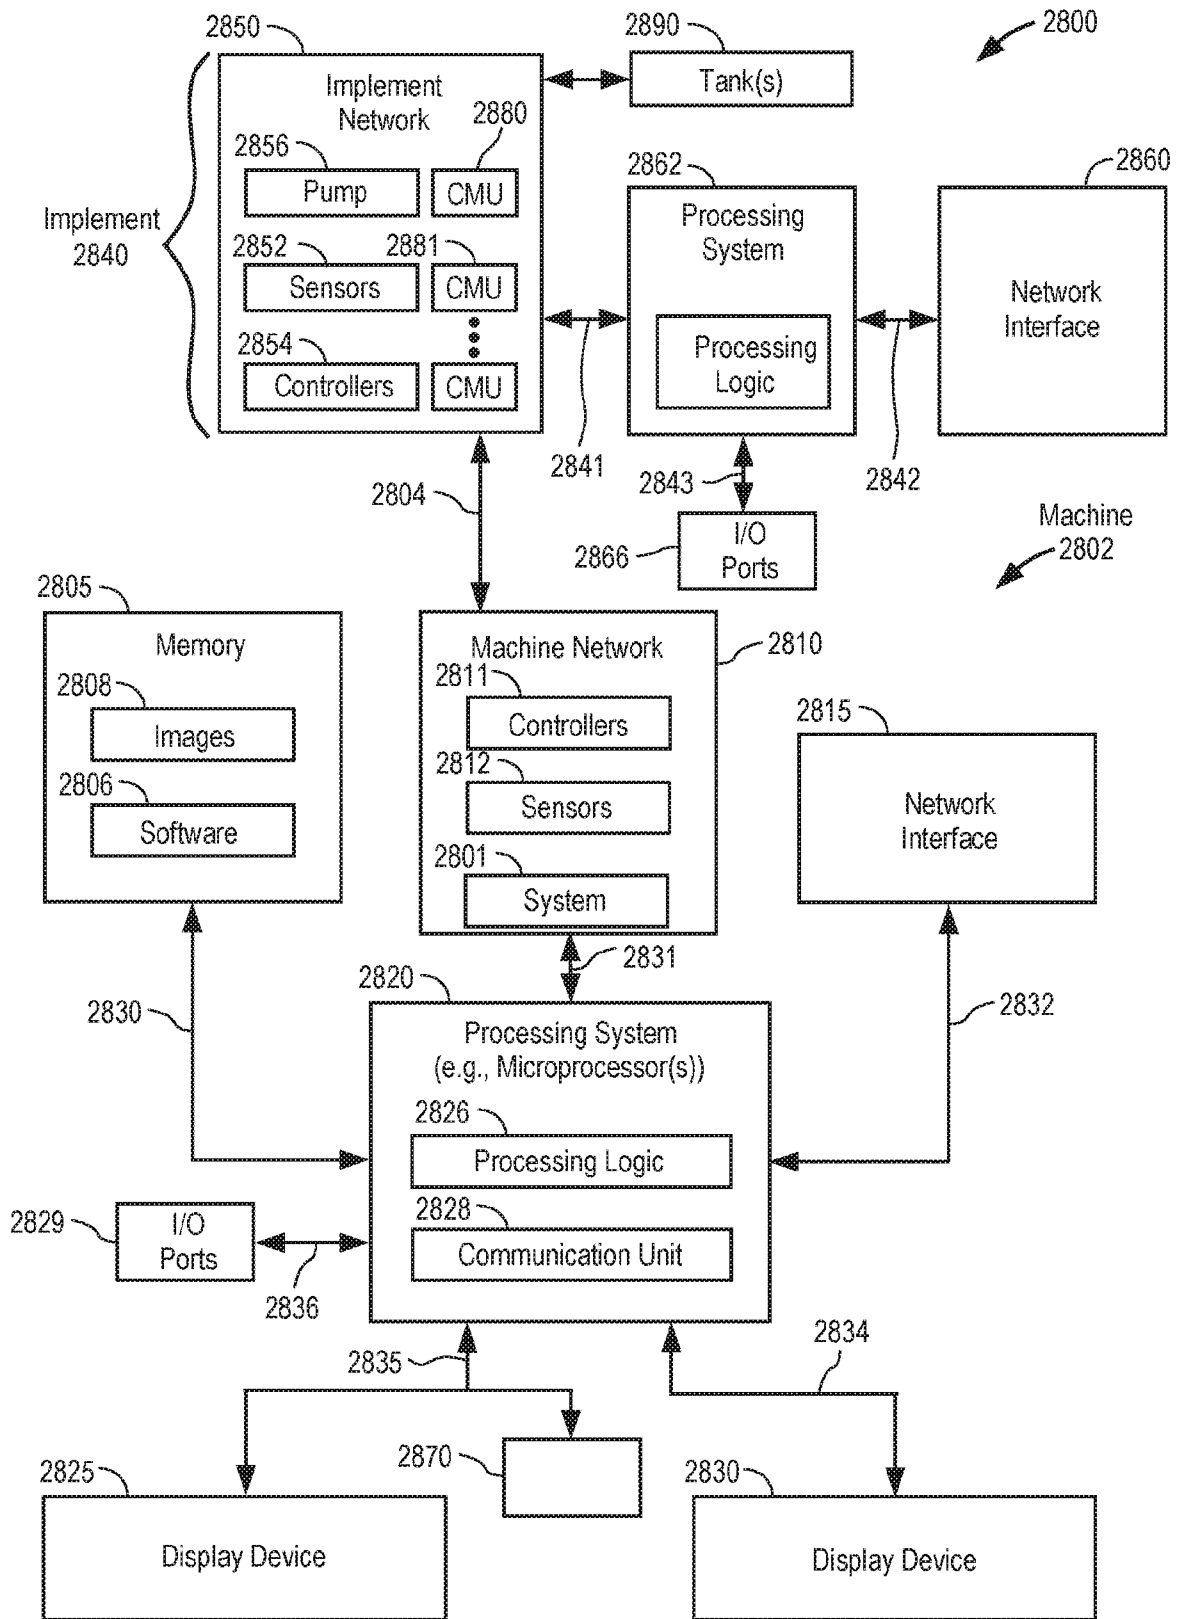 2850
2890
2800
Implement
Network
Tank(s)
2880
2856
Pump
CMU
2862
2860
Implement
2840
Processing
System
2852
2881
Sensors
CMU
Network
Interface
2854
Processing
Logic
Controllers
CMU
2841
2842
2843
2804
I/O
Ports
2866
Machine
2802
2805
Memory
Machine Network
2810
2808
Images
2811
Controllers
2815
2806
Software
2812
Sensors
Network
Interface
2801
System
2831
2820
2830
2832
Processing System
(e.g., Microprocessor(s))
2826
Processing Logic
2829
I/O
Ports
2828
Communication Unit
2836
2835
2834
2825
2870
2830
Display Device
Display Device